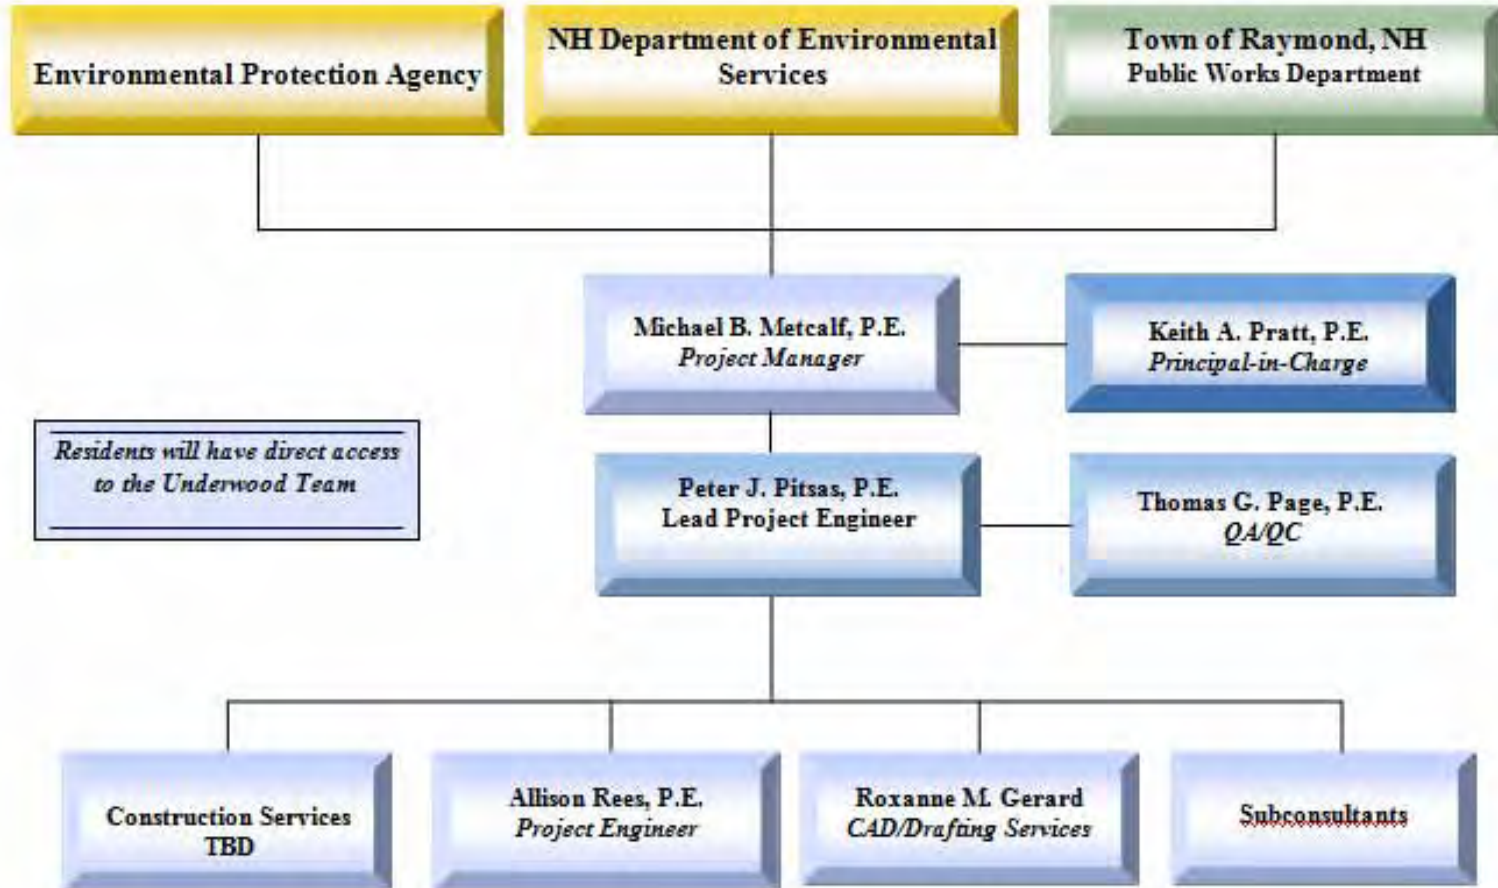 Environmental Protection Agency
NH Department of Environmental
Services
Town of Raymond, NH
Public Works Department
Michael B. Metcalf, P.E.
Project Manager
Keith A. Pratt, P.E.
Principal-in-Charge
Residents will have direct access
to the Underwood Team
Peter J. Pitsas, P.E.
Lead Project Engineer
Thomas G. Page, P.E.
QA/QC
Construction Services
TBD
Allison Rees, P.E.
Project Engineer
Roxanne M. Gerard
CAD/Drafting Services
Subconsultants